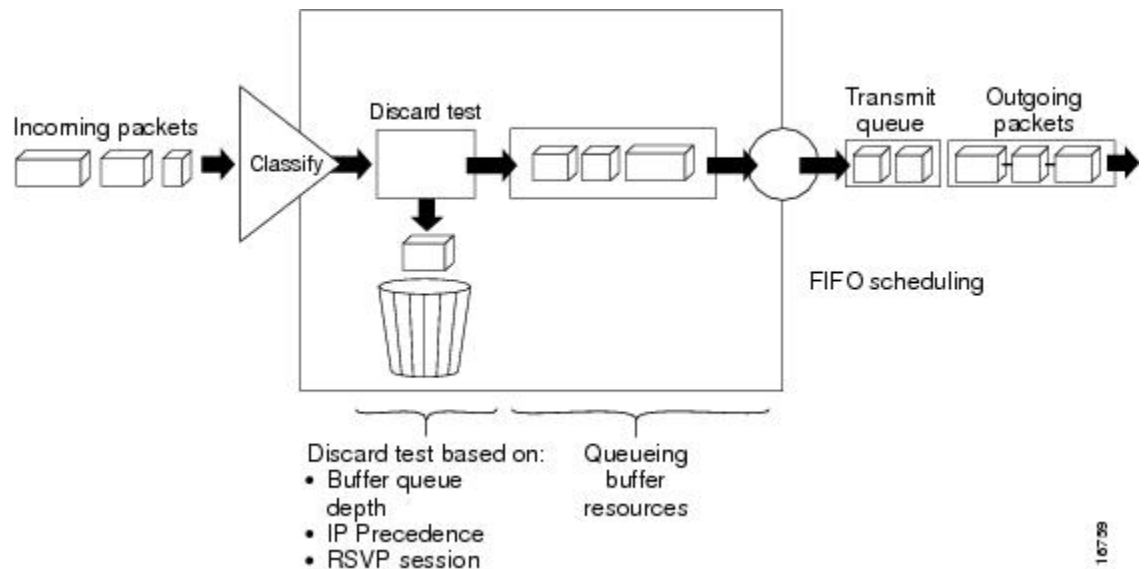 Incoming packets
Classify
Discard test
Transmit
queue
Outgoing
packets
FIFO scheduling
Discard test based on:
• Buffer queue
depth
• IP Precedence
• RSVP session
Queueing
buffer
resources
16759